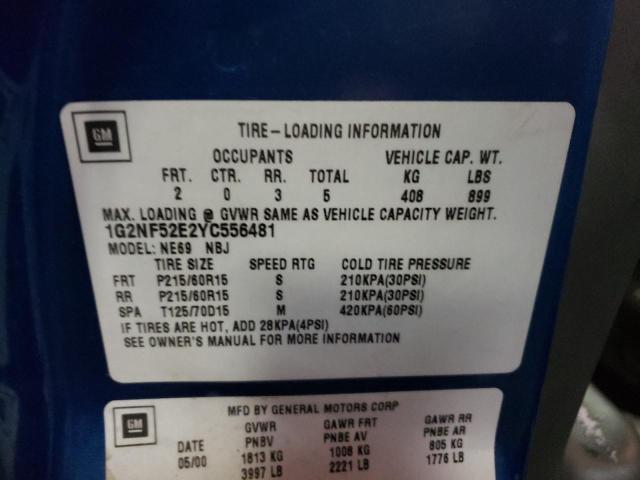 GM
TIRE-LOADING INFORMATION
OCCUPANTS VEHICLE CAP. WT.
FRT. CTR. RR. TOTAL KG LBS
2 0 3 5 408 899
MAX. LOADING @ GVWR SAME AS VEHICLE CAPACITY WEIGHT.
1G2NF52E2YC556481
MODEL: NE69 NBJ
TIRE SIZE SPEED RTG COLD TIRE PRESSURE
FRT P215/60R15 S 210KPA(30PSI)
RR P215/60R15 S 210KPA(30PSI)
SPA T125/70D15 M 420KPA(60PSI)
IF TIRES ARE HOT, ADD 28KPA(4PSI)
SEE OWNER'S MANUAL FOR MORE INFORMATION
GM
MFD BY GENERAL MOTORS CORP
GVWR GAWR FRT GAWR RR
DATE PNBV PNBE AV PNBE AR
05/00 1813 KG 1008 KG 805 KG
3997 LB 2221 LB 1776 LB